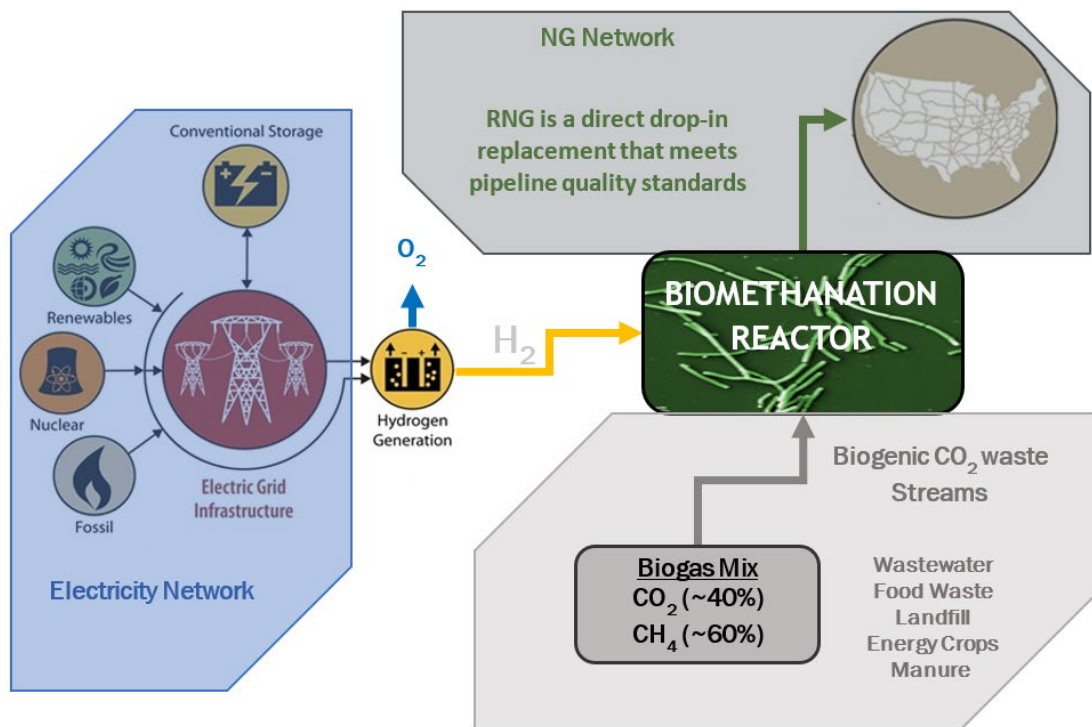 NG Network
RNG is a direct drop-in
replacement that meets
pipeline quality standards
Conventional Storage
Renewables
Nuclear
Fossil
Electric Grid
Infrastructure
Electricity Network
O₂
- +
Hydrogen
Generation
H₂
BIOMETHANATION
REACTOR
Biogenic CO₂ waste
Streams
Biogas Mix
CO₂ (~40%)
CH₄ (~60%)
Wastewater
Food Waste
Landfill
Energy Crops
Manure